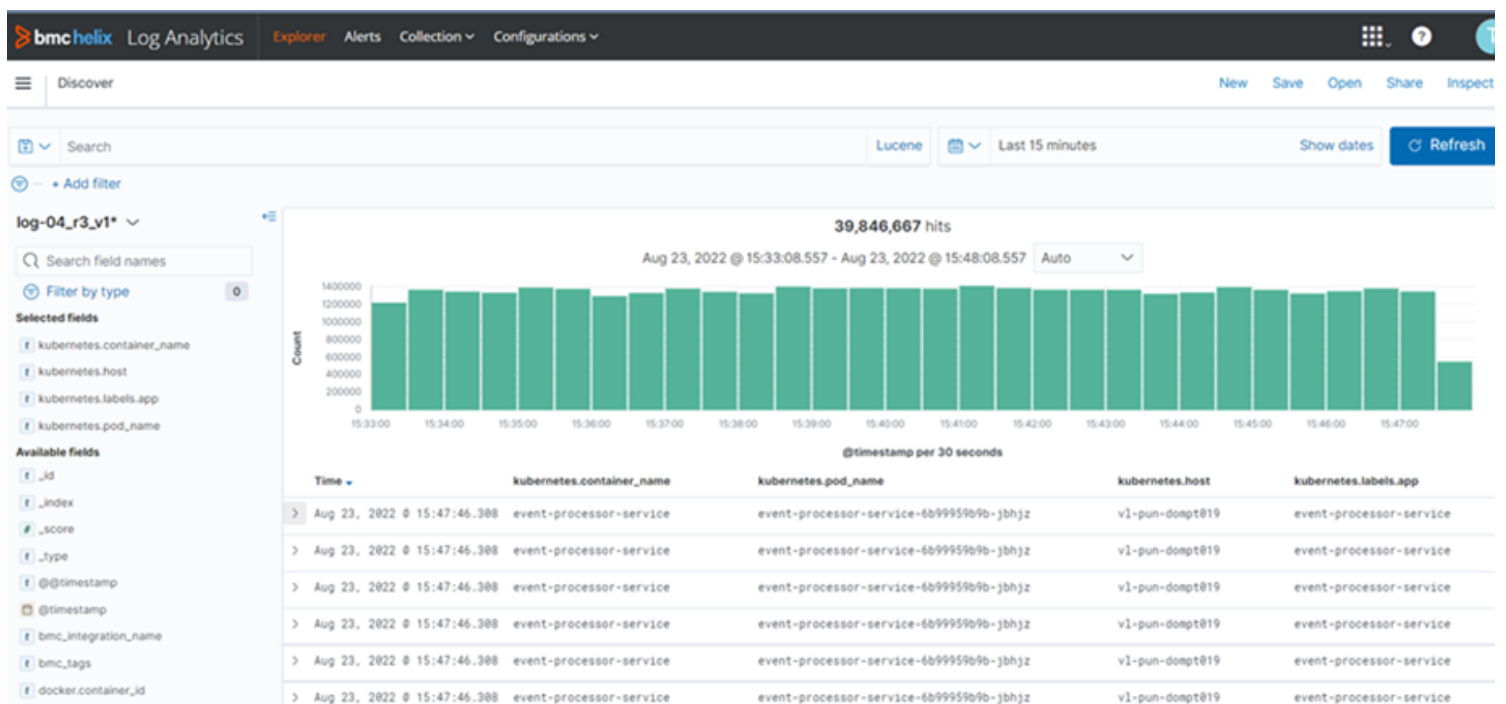 bmchelix Log Analytics Explorer Alerts Collection Configurations ?
Discover New Save Open Share Inspect
Search Lucene Last 15 minutes Show dates Refresh
+ Add filter
log-04_r3_v1*
Search field names
Filter by type 0
Selected fields
t kubernetes.container_name
t kubernetes.host
t kubernetes.labels.app
t kubernetes.pod_name
Available fields
t _id
t _index
# _score
t _type
t @@timestamp
@timestamp
t bmc_integration_name
t bmc_tags
t docker.container_id
39,846,667 hits
Aug 23, 2022 @ 15:33:08.557 - Aug 23, 2022 @ 15:48:08.557 Auto
Count
1400000
1200000
1000000
800000
600000
400000
200000
0
15:33:00 15:34:00 15:35:00 15:36:00 15:37:00 15:38:00 15:39:00 15:40:00 15:41:00 15:42:00 15:43:00 15:44:00 15:45:00 15:46:00 15:47:00
@timestamp per 30 seconds
Time kubernetes.container_name kubernetes.pod_name kubernetes.host kubernetes.labels.app
> Aug 23, 2022 @ 15:47:46.308 event-processor-service event-processor-service-6b99959b9b-jbhjz vl-pun-dompt019 event-processor-service
> Aug 23, 2022 @ 15:47:46.308 event-processor-service event-processor-service-6b99959b9b-jbhjz vl-pun-dompt019 event-processor-service
> Aug 23, 2022 @ 15:47:46.308 event-processor-service event-processor-service-6b99959b9b-jbhjz vl-pun-dompt019 event-processor-service
> Aug 23, 2022 @ 15:47:46.308 event-processor-service event-processor-service-6b99959b9b-jbhjz vl-pun-dompt019 event-processor-service
> Aug 23, 2022 @ 15:47:46.308 event-processor-service event-processor-service-6b99959b9b-jbhjz vl-pun-dompt019 event-processor-service
> Aug 23, 2022 @ 15:47:46.308 event-processor-service event-processor-service-6b99959b9b-jbhjz vl-pun-dompt019 event-processor-service